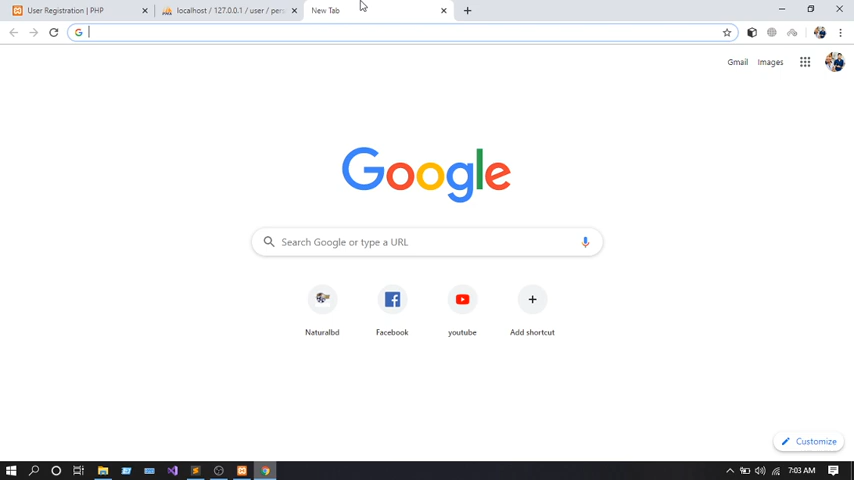 User Registration | PHP
localhost / 127.0.0.1 / user / pers
New Tab
Gmail Images
Google
Search Google or type a URL
Naturalbd Facebook youtube Add shortcut
Customize
7:03 AM